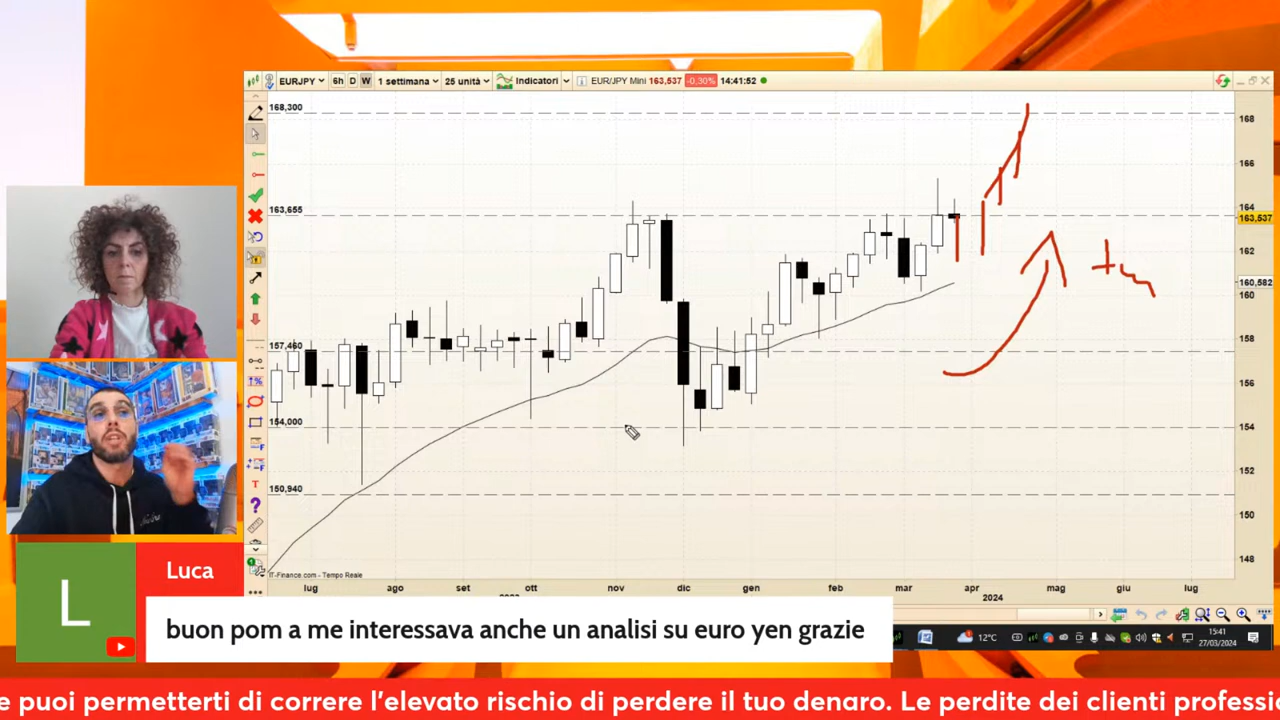 EURJPY 6h D W 1 settimana 25 unità Indicatori EUR/JPY Mini 163,537 -0,30% 14:41:52
168,300
168
166
164
163,655
163,537
162
160,582
160
158
157,460
156
154,000
154
152
150,940
150
148
IT-Finance.com - Tempo Reale
lug ago set ott nov dic gen feb mar apr mag giu lug
2024
12°C
15:41
27/03/2024
L
Luca
buon pom a me interessava anche un analisi su euro yen grazie
e puoi permetterti di correre l'elevato rischio di perdere il tuo denaro. Le perdite dei clienti professi